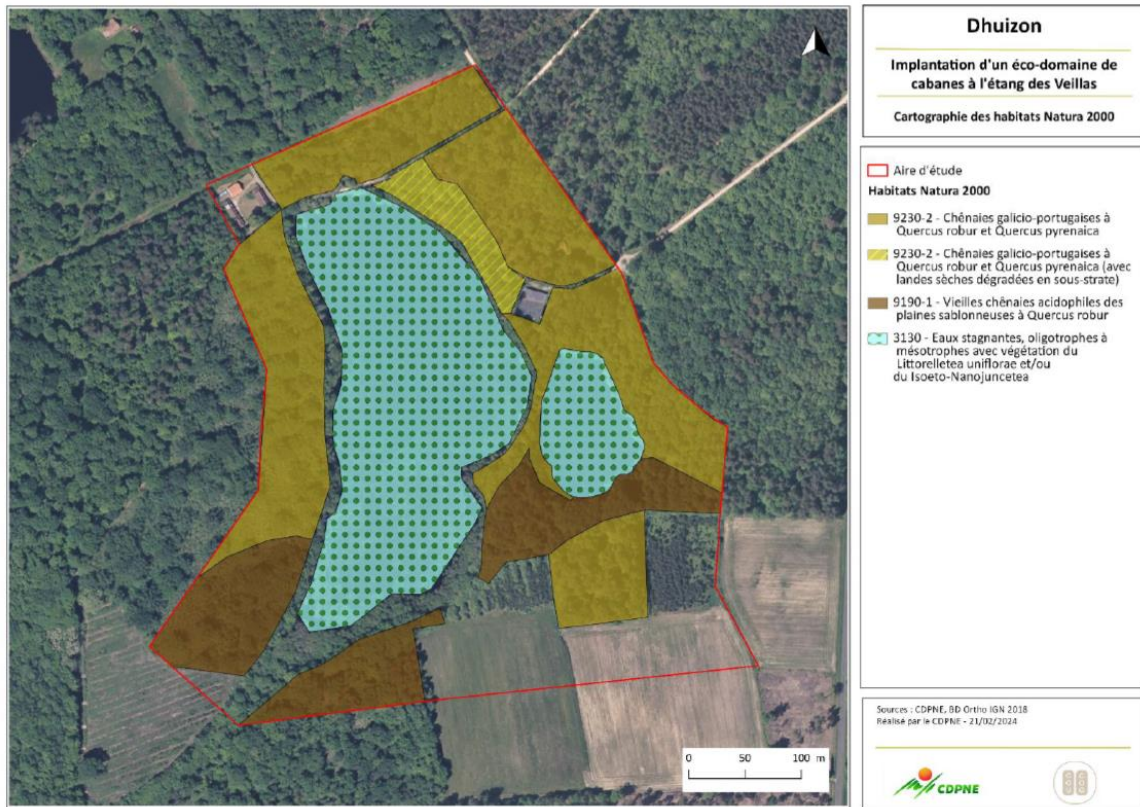 Dhuizon
Implantation d'un éco-domaine de
cabanes à l'étang des Veillas
Cartographie des habitats Natura 2000
Aire d'étude
Habitats Natura 2000
9230-2 - Chênaies galicio-portugaises à
Quercus robur et Quercus pyrenaica
9230-2 - Chênaies galicio-portugaises à
Quercus robur et Quercus pyrenaica (avec
landes sèches dégradées en sous-strate)
9190-1 - Vieilles chênaies acidophiles des
plaines sablonneuses à Quercus robur
3130 - Eaux stagnantes, oligotrophes à
mésotrophes avec végétation du
Littorelletea uniflorae et/ou
du Isoeto-Nanojuncetea
0 50 100 m
Sources : CDPNE, BD Ortho IGN 2018
Réalisé par le CDPNE - 21/02/2024
CDPNE